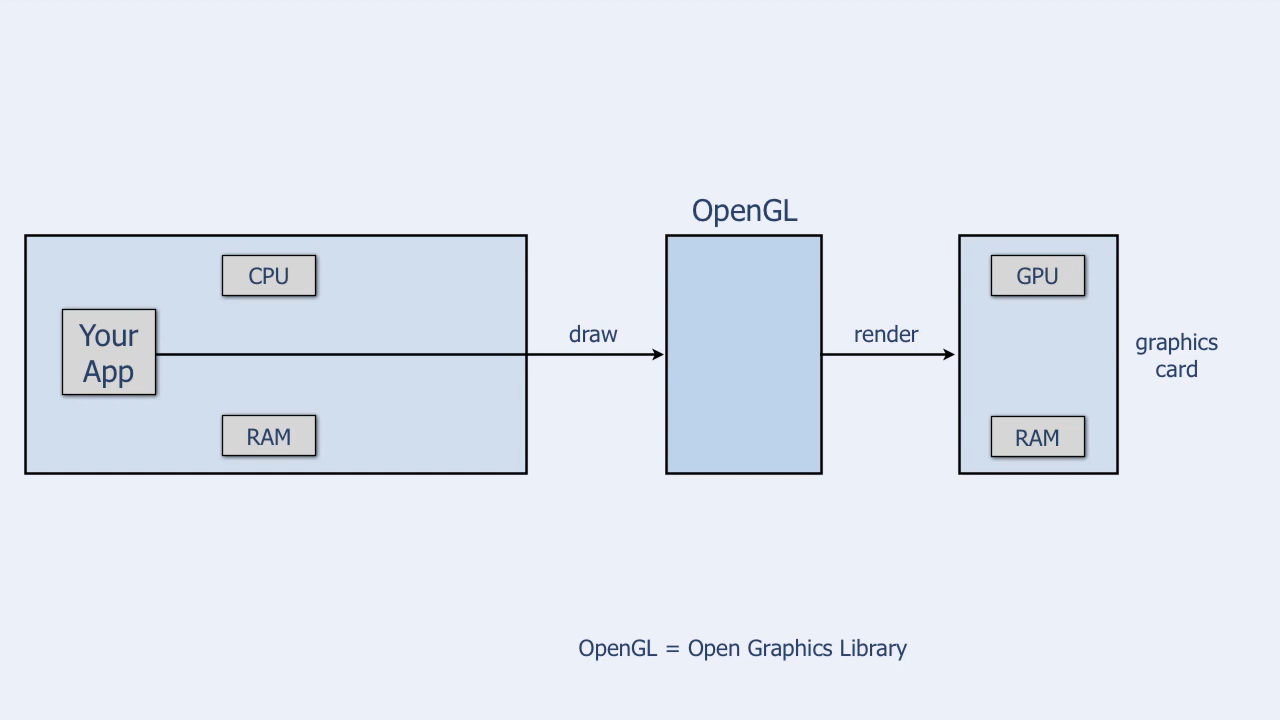 OpenGL
CPU
Your
App
RAM
draw
render
GPU
RAM
graphics
card
OpenGL = Open Graphics Library